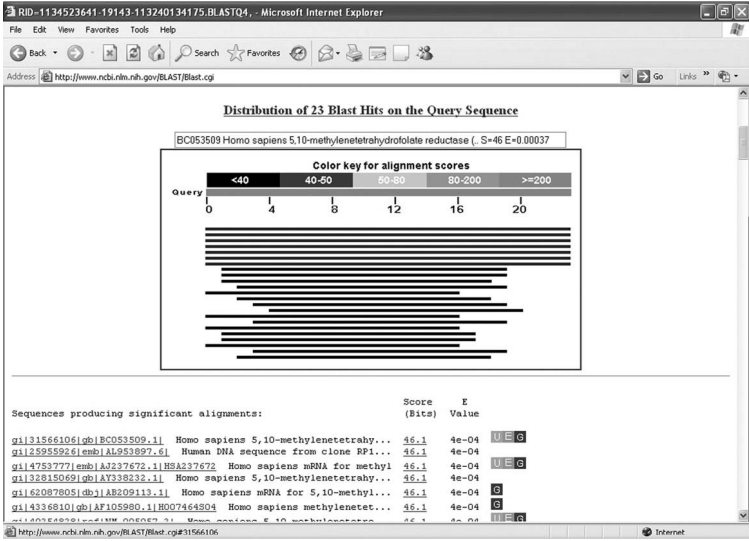 RID=1134523641-19143-113240134175.BLASTQ4, - Microsoft Internet Explorer
File Edit View Favorites Tools Help
Back Search Favorites
Address http://www.ncbi.nlm.nih.gov/BLAST/Blast.cgi Go Links »
Distribution of 23 Blast Hits on the Query Sequence
BC053509 Homo sapiens 5,10-methylenetetrahydrofolate reductase (.. S=46 E=0.00037
Color key for alignment scores
<40 40-50 50-80 80-200 >=200
Query
0 4 8 12 16 20
Score E
Sequences producing significant alignments: (Bits) Value
gi|31566106|gb|BC053509.1| Homo sapiens 5,10-methylenetetrahy... 46.1 4e-04 U E G
gi|25955926|emb|AL953897.6| Human DNA sequence from clone RP1... 46.1 4e-04
gi|4753777|emb|AJ237672.1|HSA237672 Homo sapiens mRNA for methyl 46.1 4e-04 U E G
gi|32815069|gb|AY338232.1| Homo sapiens 5,10-methylenetetrahy... 46.1 4e-04
gi|62087805|dbj|AB209113.1| Homo sapiens mRNA for 5,10-methyl... 46.1 4e-04 G
gi|4336810|gb|AF105980.1|HO07464S04 Homo sapiens methylenetet... 46.1 4e-04 G
http://www.ncbi.nlm.nih.gov/BLAST/Blast.cgi#31566106 Internet